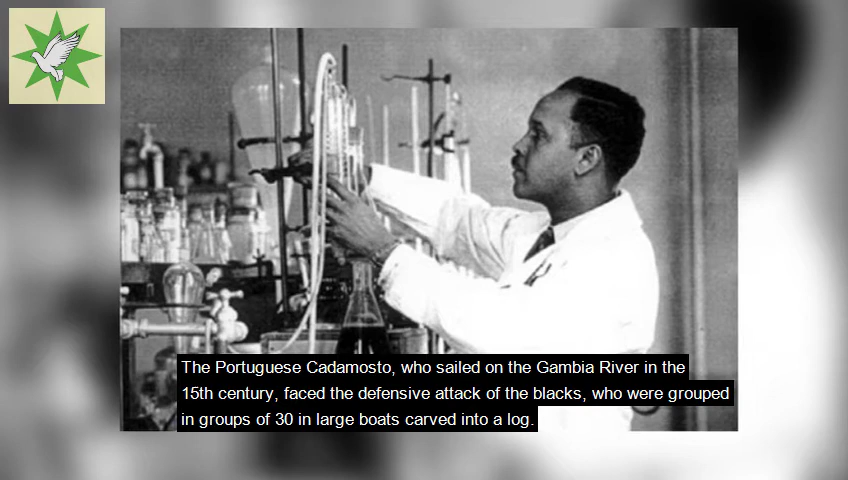 The Portuguese Cadamosto, who sailed on the Gambia River in the
15th century, faced the defensive attack of the blacks, who were grouped
in groups of 30 in large boats carved into a log.